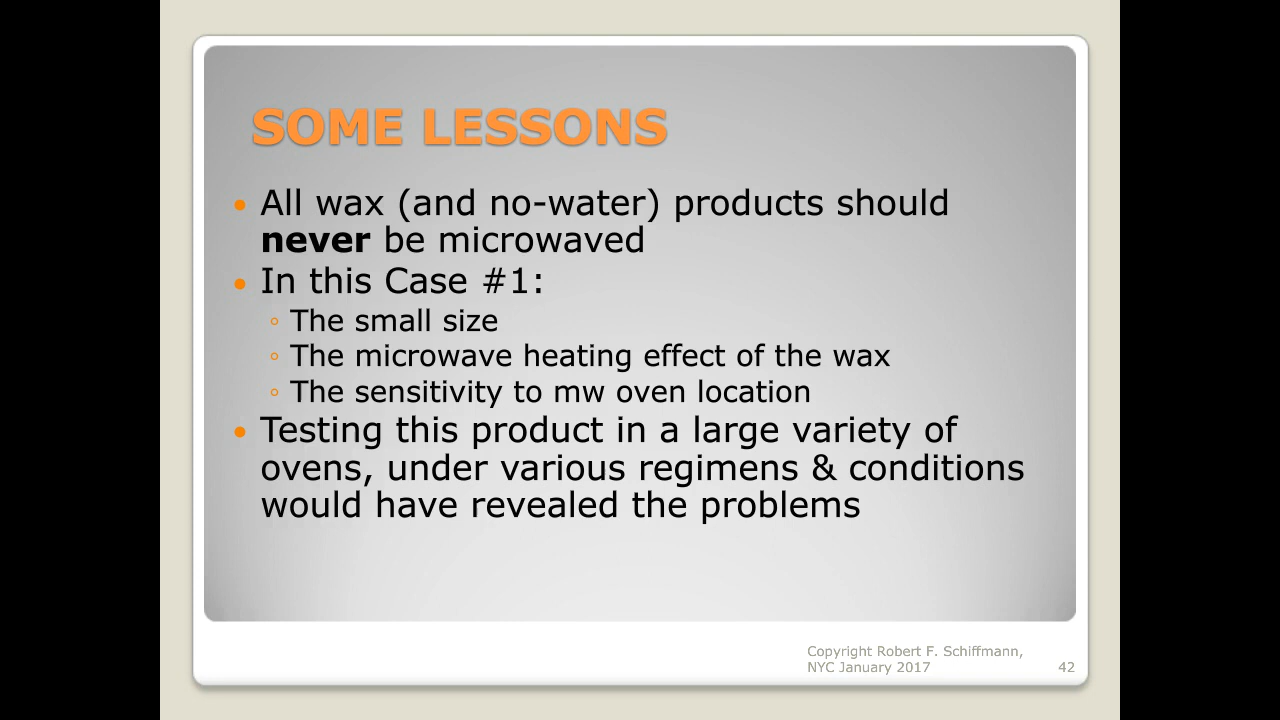 SOME LESSONS
• All wax (and no-water) products should
never be microwaved
• In this Case #1:
◦ The small size
◦ The microwave heating effect of the wax
◦ The sensitivity to mw oven location
• Testing this product in a large variety of
ovens, under various regimens & conditions
would have revealed the problems
Copyright Robert F. Schiffmann,
NYC January 2017
42